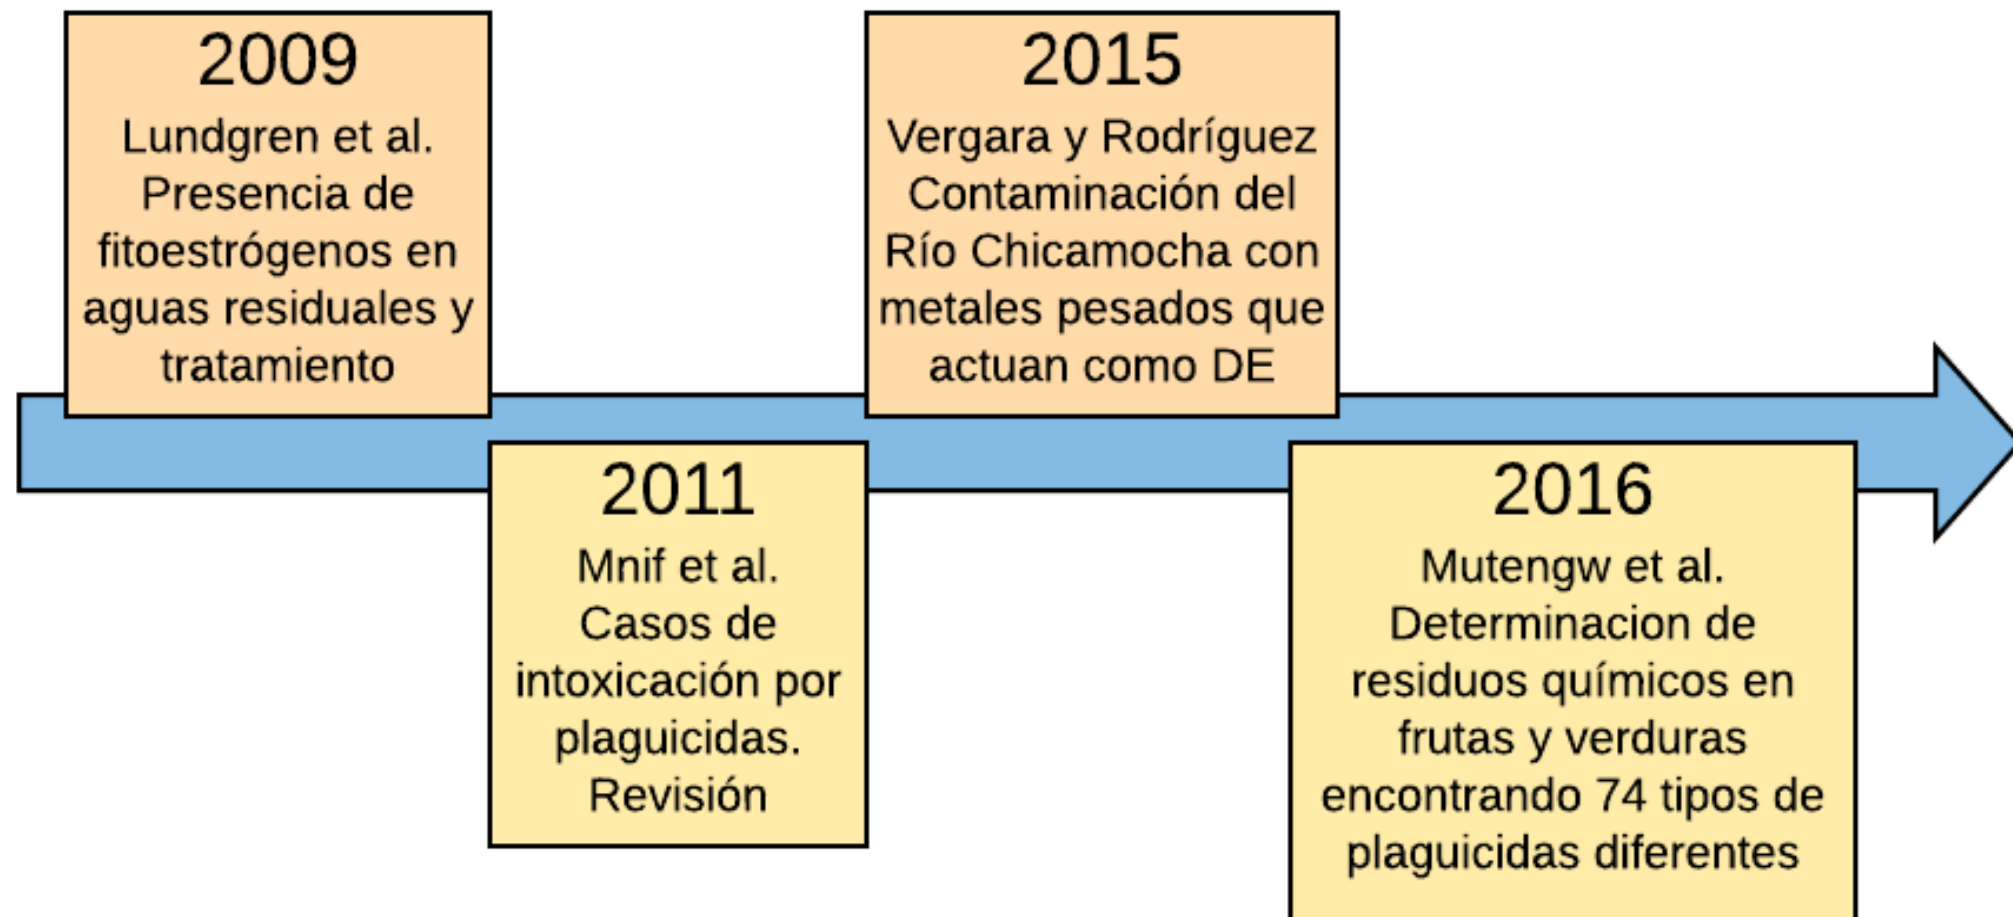 2009
Lundgren et al.
Presencia de
fitoestrógenos en
aguas residuales y
tratamiento
2011
Mnif et al.
Casos de
intoxicación por
plaguicidas.
Revisión
2015
Vergara y Rodríguez
Contaminación del
Río Chicamocha con
metales pesados que
actuan como DE
2016
Mutengw et al.
Determinacion de
residuos químicos en
frutas y verduras
encontrando 74 tipos de
plaguicidas diferentes